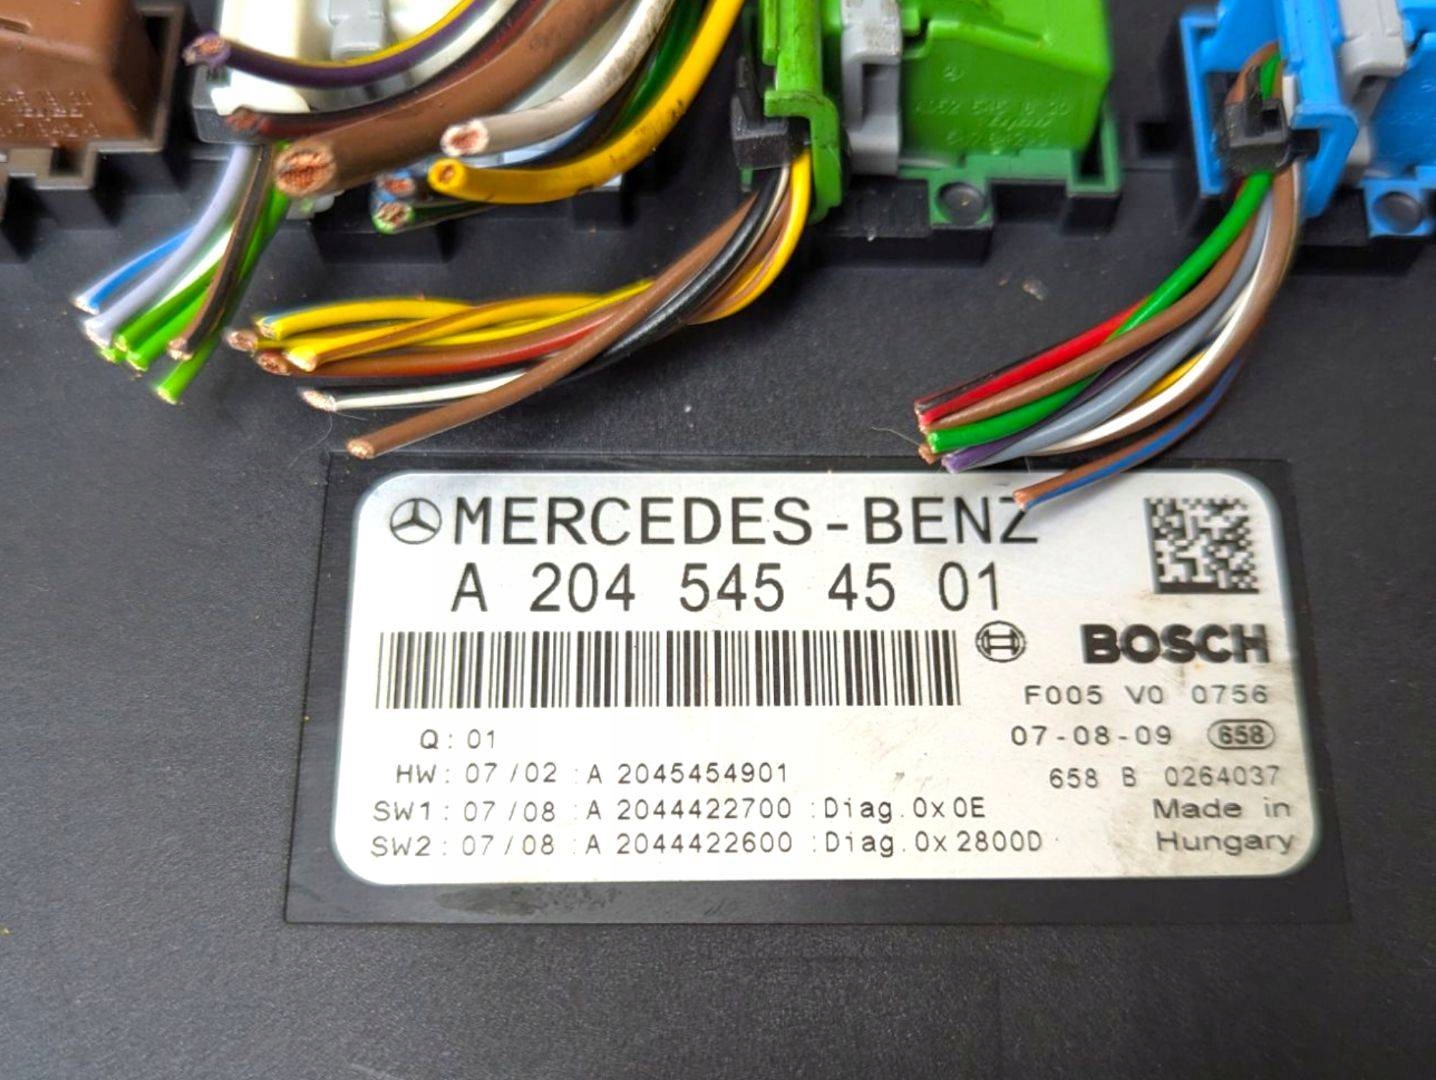 MERCEDES-BENZ
A 204 545 45 01
BOSCH
F005 V0 0756
Q: 01
07-08-09 658
HW: 07/02 :A 2045454901
658 B 0264037
SW1: 07/08 :A 2044422700 :Diag.0x0E
Made in
SW2: 07/08 :A 2044422600 :Diag.0x2800D
Hungary